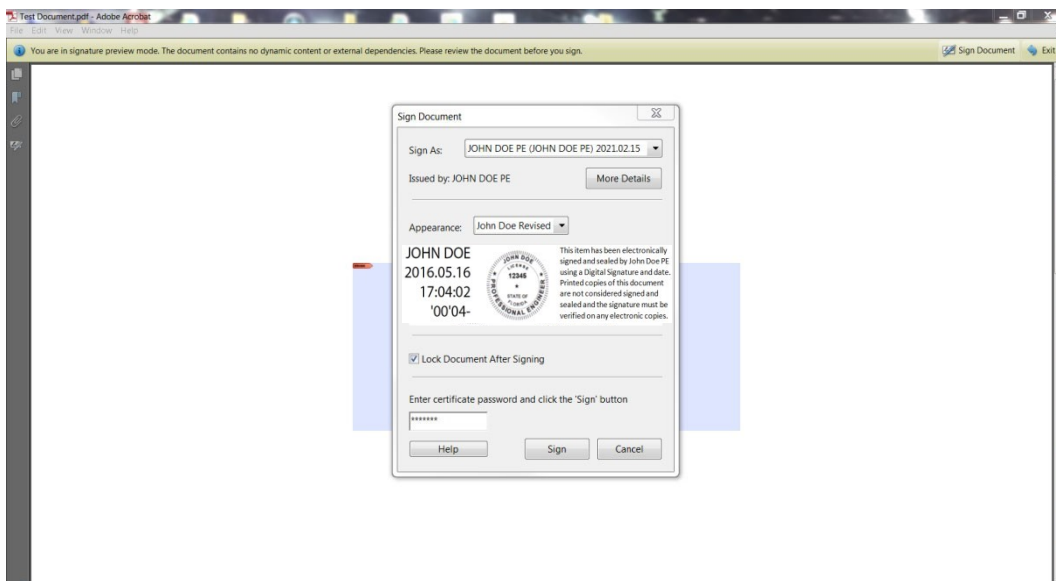 Test Document.pdf - Adobe Acrobat
File Edit View Window Help
You are in signature preview mode. The document contains no dynamic content or external dependencies. Please review the document before you sign.
Sign Document
Exit
Sign Document
Sign As: JOHN DOE PE (JOHN DOE PE) 2021.02.15
Issued by: JOHN DOE PE
More Details
Appearance: John Doe Revised
JOHN DOE
2016.05.16
17:04:02
'00'04-
JOHN DOE
LICENSE
12345
STATE OF
FLORIDA
PROFESSIONAL ENGINEER
This item has been electronically
signed and sealed by John Doe PE
using a Digital Signature and date.
Printed copies of this document
are not considered signed and
sealed and the signature must be
verified on any electronic copies.
Lock Document After Signing
Enter certificate password and click the 'Sign' button
*******
Help
Sign
Cancel